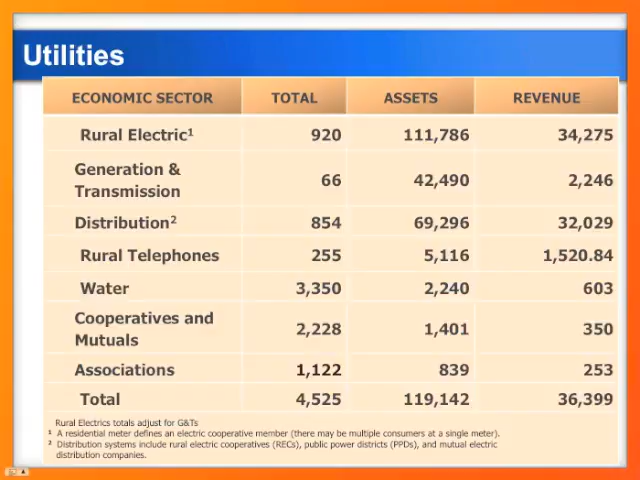 Utilities
ECONOMIC SECTOR TOTAL ASSETS REVENUE
Rural Electric¹ 920 111,786 34,275
Generation &
Transmission 66 42,490 2,246
Distribution² 854 69,296 32,029
Rural Telephones 255 5,116 1,520.84
Water 3,350 2,240 603
Cooperatives and
Mutuals 2,228 1,401 350
Associations 1,122 839 253
Total 4,525 119,142 36,399
Rural Electrics totals adjust for G&Ts
¹ A residential meter defines an electric cooperative member (there may be multiple consumers at a single meter).
² Distribution systems include rural electric cooperatives (RECs), public power districts (PPDs), and mutual electric
distribution companies.